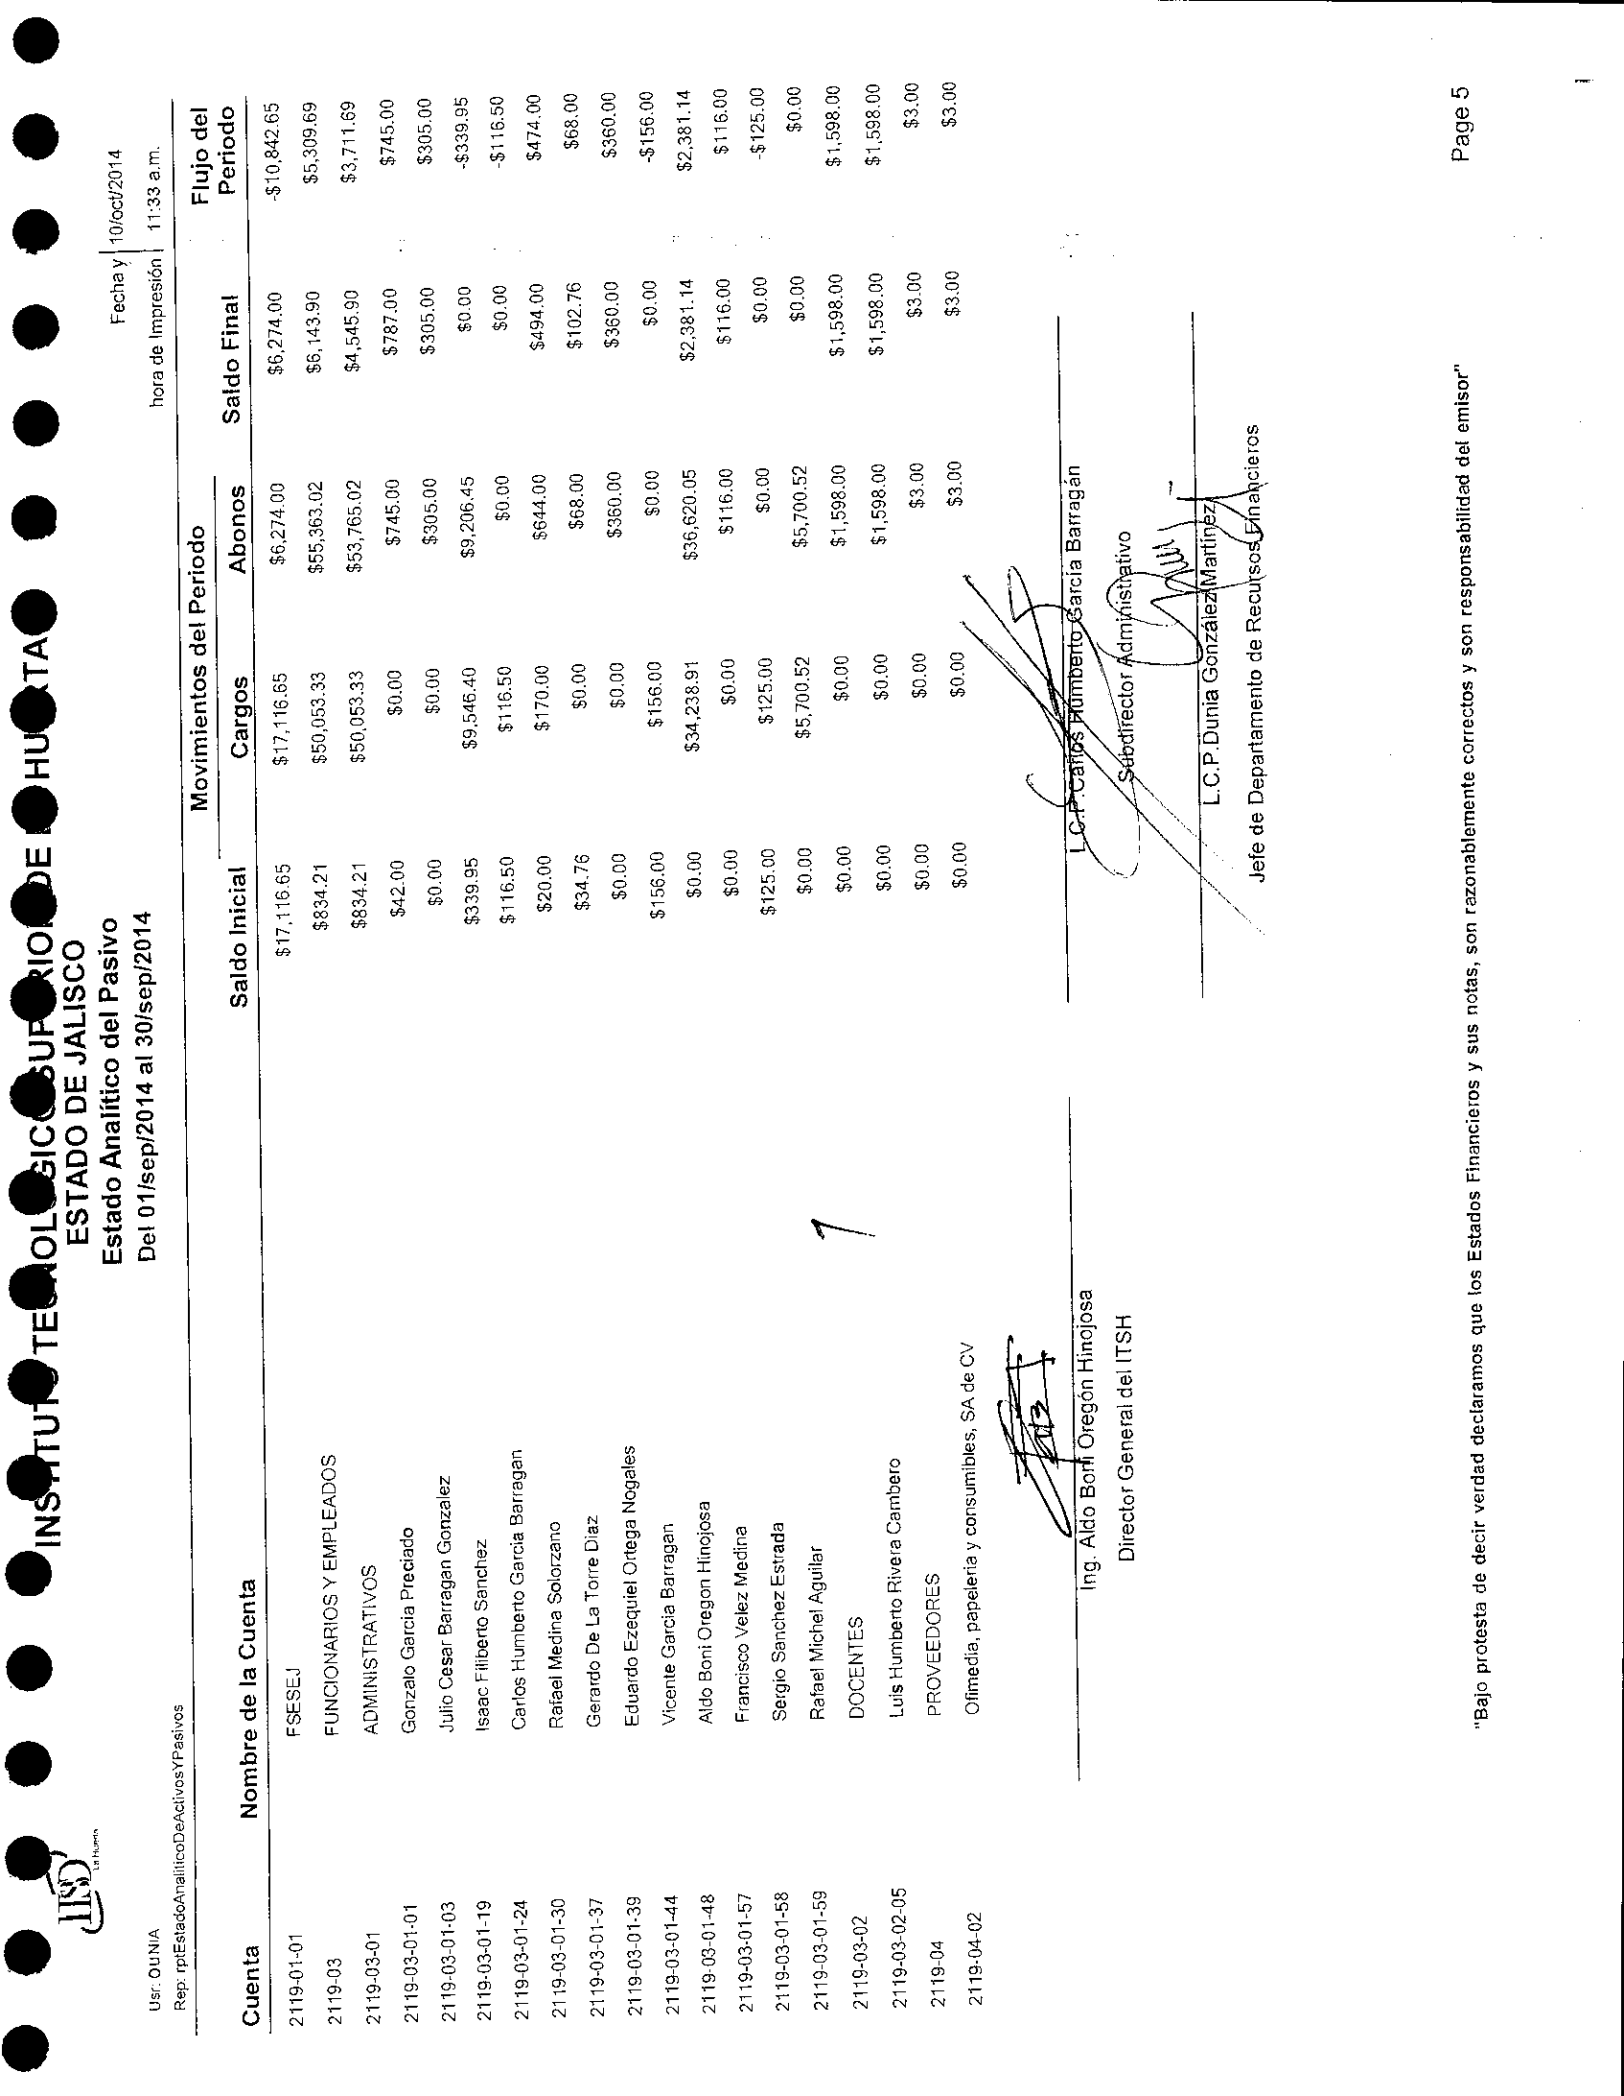 INSTITUTO TECNOLÓGICO SUPERIOR DE LA HUERTA
ESTADO DE JALISCO
Estado Analítico del Pasivo
Del 01/sep/2014 al 30/sep/2014
La Huerta
Usr: DUNIA
Rep: rptEstadoAnaliticoDeActivosYPasivos
Fecha y 10/oct/2014
hora de Impresión 11:33 a.m.
Movimientos del Periodo Flujo del
Cuenta Nombre de la Cuenta Saldo Inicial Cargos Abonos Saldo Final Periodo
2119-01-01 FSESEJ $17,116.65 $17,116.65 $6,274.00 $6,274.00 -$10,842.65
2119-03 FUNCIONARIOS Y EMPLEADOS $834.21 $50,053.33 $55,363.02 $6,143.90 $5,309.69
2119-03-01 ADMINISTRATIVOS $834.21 $50,053.33 $53,765.02 $4,545.90 $3,711.69
2119-03-01-01 Gonzalo Garcia Preciado $42.00 $0.00 $745.00 $787.00 $745.00
2119-03-01-03 Julio Cesar Barragan Gonzalez $0.00 $0.00 $305.00 $305.00 $305.00
2119-03-01-19 Isaac Filiberto Sanchez $339.95 $9,546.40 $9,206.45 $0.00 -$339.95
2119-03-01-24 Carlos Humberto Garcia Barragan $116.50 $116.50 $0.00 $0.00 -$116.50
2119-03-01-30 Rafael Medina Solorzano $20.00 $170.00 $644.00 $494.00 $474.00
2119-03-01-37 Gerardo De La Torre Diaz $34.76 $0.00 $68.00 $102.76 $68.00
2119-03-01-39 Eduardo Ezequiel Ortega Nogales $0.00 $0.00 $360.00 $360.00 $360.00
2119-03-01-44 Vicente Garcia Barragan $156.00 $156.00 $0.00 $0.00 -$156.00
2119-03-01-48 Aldo Boni Oregon Hinojosa $0.00 $34,238.91 $36,620.05 $2,381.14 $2,381.14
2119-03-01-57 Francisco Velez Medina $0.00 $0.00 $116.00 $116.00 $116.00
2119-03-01-58 Sergio Sanchez Estrada $125.00 $125.00 $0.00 $0.00 -$125.00
2119-03-01-59 Rafael Michel Aguilar $0.00 $5,700.52 $5,700.52 $0.00 $0.00
2119-03-02 DOCENTES $0.00 $0.00 $1,598.00 $1,598.00 $1,598.00
2119-03-02-05 Luis Humberto Rivera Cambero $0.00 $0.00 $1,598.00 $1,598.00 $1,598.00
2119-04 PROVEEDORES $0.00 $0.00 $3.00 $3.00 $3.00
2119-04-02 Ofimedia, papeleria y consumibles, SA de CV $0.00 $0.00 $3.00 $3.00 $3.00
Ing. Aldo Boni Oregón Hinojosa
Director General del ITSH
L.C.P. Carlos Humberto García Barragán
Subdirector Administrativo
L.C.P. Dunia González Martínez
Jefe de Departamento de Recursos Financieros
"Bajo protesta de decir verdad declaramos que los Estados Financieros y sus notas, son razonablemente correctos y son responsabilidad del emisor"
Page 5